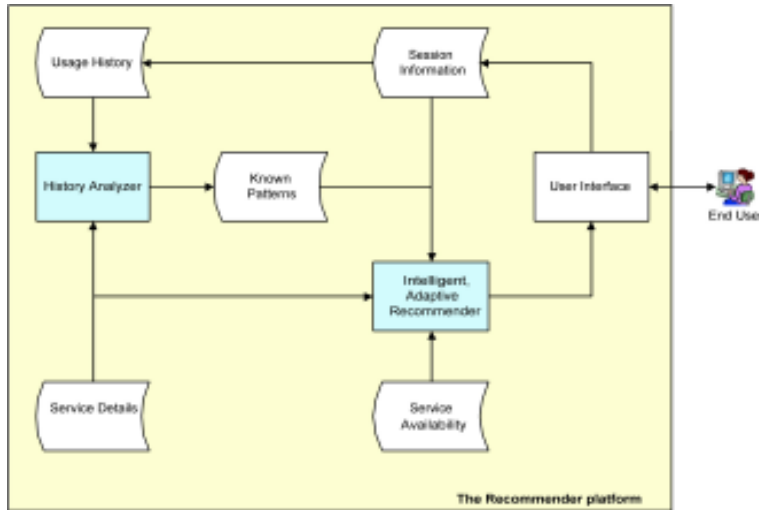 Usage History
Session
Information
History Analyzer
Known
Patterns
User Interface
End Use
Intelligent,
Adaptive
Recommender
Service Details
Service
Availability
The Recommender platform